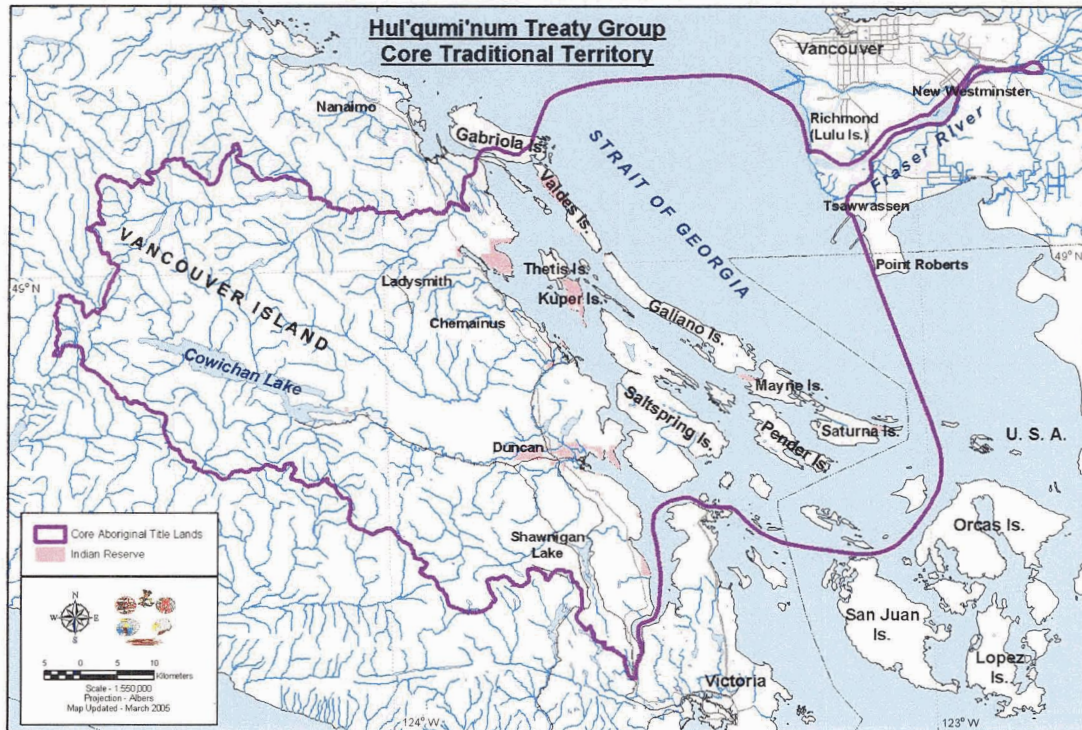 Hul'qumi'num Treaty Group
Core Traditional Territory
Vancouver
Nanaimo
New Westminster
Gabriola Is.
Richmond
(Lulu Is.)
STRAIT OF GEORGIA
Fraser River
Valdes Is.
Tsawwassen
VANCOUVER ISLAND
Point Roberts
49° N
49° N
Thetis Is.
Ladysmith
Kuper Is.
Galiano Is.
Chemainus
Cowichan Lake
Mayne Is.
Saltspring Is.
Pender Is.
Saturna Is.
U. S. A.
Duncan
Orcas Is.
Core Aboriginal Title Lands
Indian Reserve
Shawnigan
Lake
San Juan
Is.
Lopez
Is.
Victoria
N
W
E
S
5 0 5 10
Kilometers
Scale - 1:550,000
Projection - Albers
Map Updated - March 2005
124° W
123° W